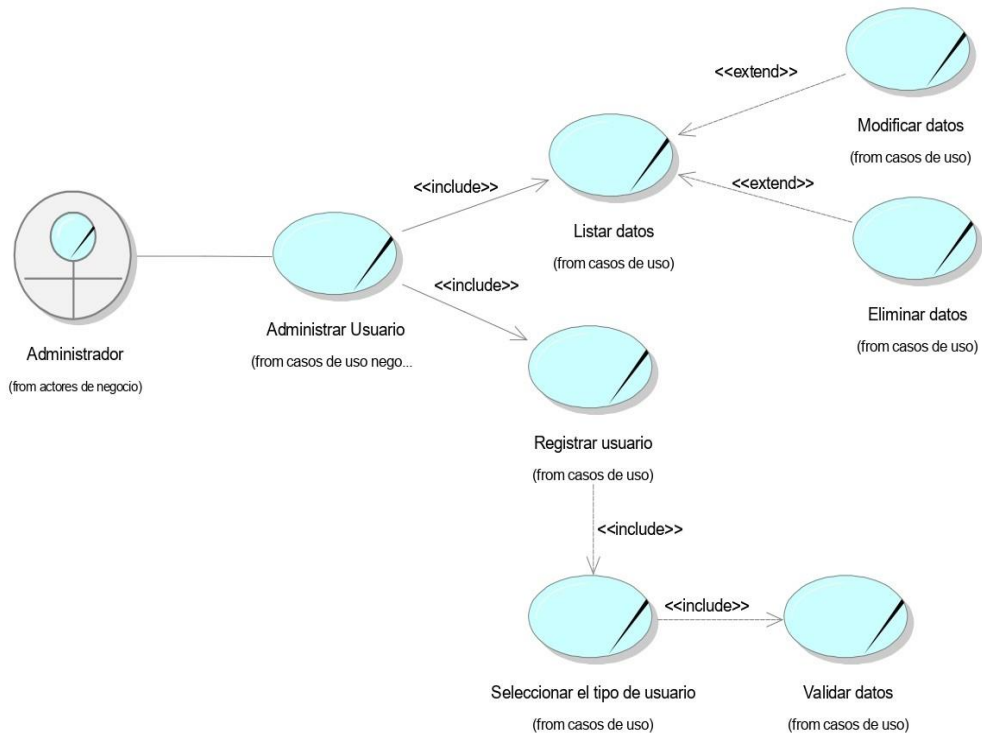 <<extend>>
Modificar datos
(from casos de uso)
<<include>>
<<extend>>
Listar datos
(from casos de uso)
<<include>>
Administrador
(from actores de negocio)
Administrar Usuario
(from casos de uso nego...
Eliminar datos
(from casos de uso)
Registrar usuario
(from casos de uso)
<<include>>
<<include>>
Seleccionar el tipo de usuario
(from casos de uso)
Validar datos
(from casos de uso)